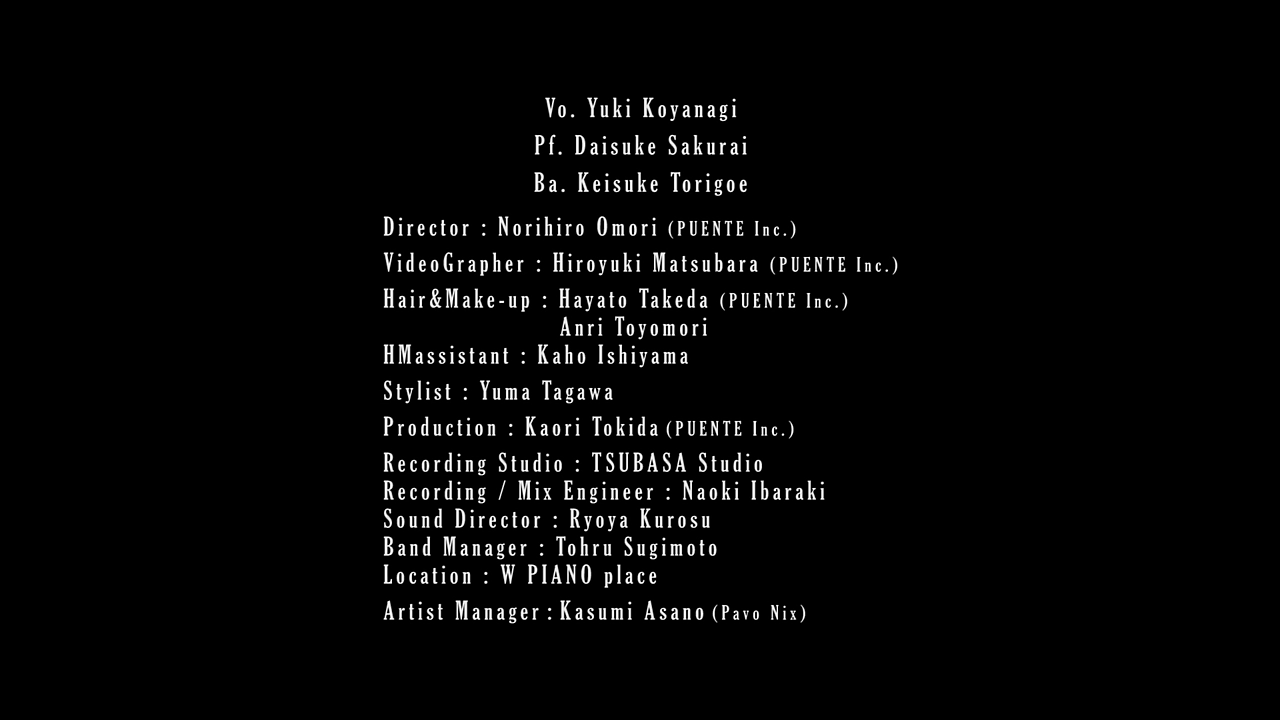 Vo. Yuki Koyanagi
Pf. Daisuke Sakurai
Ba. Keisuke Torigoe
Director : Norihiro Omori (PUENTE Inc.)
VideoGrapher : Hiroyuki Matsubara (PUENTE Inc.)
Hair&Make-up : Hayato Takeda (PUENTE Inc.)
Anri Toyomori
HMassistant : Kaho Ishiyama
Stylist : Yuma Tagawa
Production : Kaori Tokida (PUENTE Inc.)
Recording Studio : TSUBASA Studio
Recording / Mix Engineer : Naoki Ibaraki
Sound Director : Ryoya Kurosu
Band Manager : Tohru Sugimoto
Location : W PIANO place
Artist Manager : Kasumi Asano (Pavo Nix)